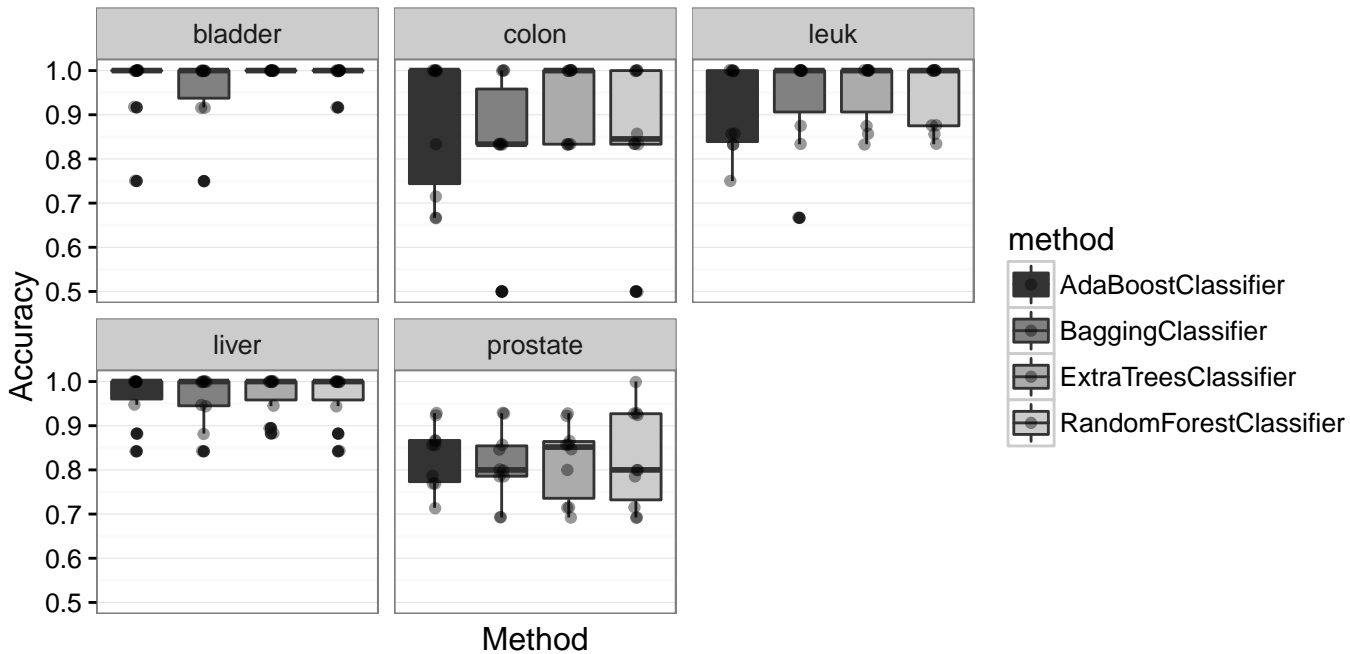 bladder
colon
leuk
1.0
0.9
0.8
0.7
0.6
0.5
liver
prostate
1.0
0.9
0.8
0.7
0.6
0.5
Accuracy
Method
method
AdaBoostClassifier
BaggingClassifier
ExtraTreesClassifier
RandomForestClassifier